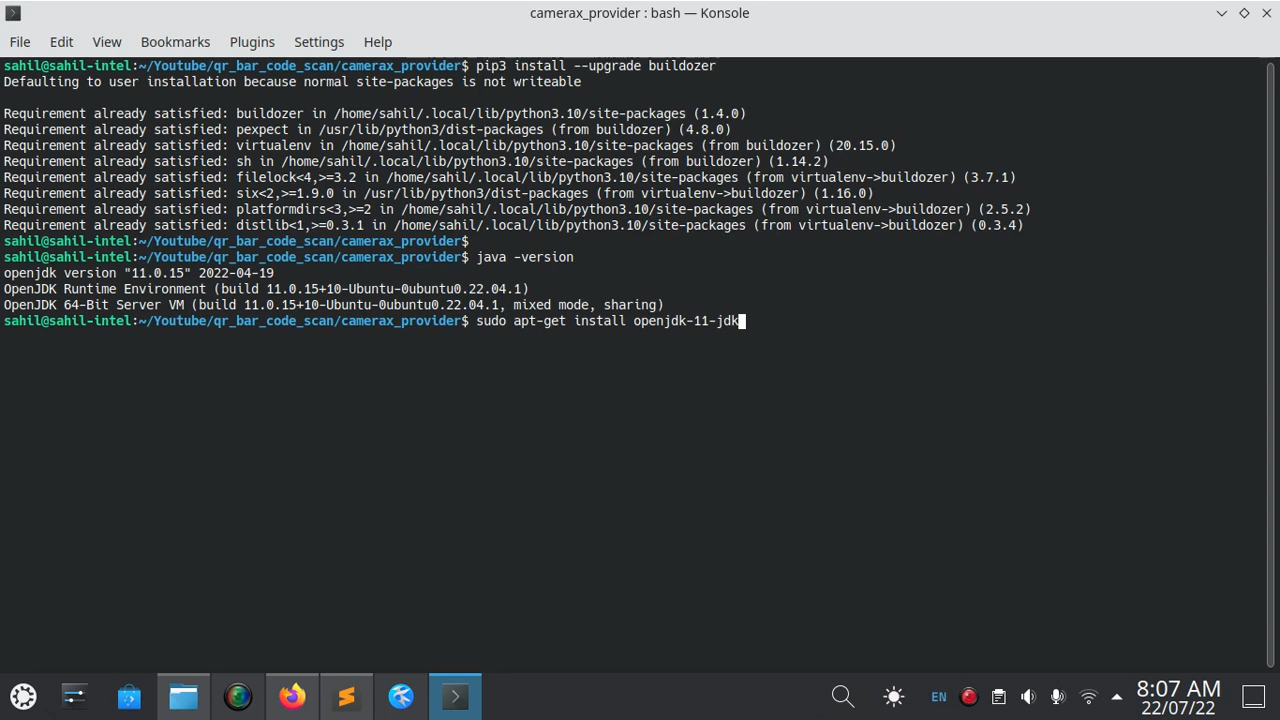 camerax_provider : bash — Konsole
File Edit View Bookmarks Plugins Settings Help
sahil@sahil-intel:~/Youtube/qr_bar_code_scan/camerax_provider$ pip3 install --upgrade buildozer
Defaulting to user installation because normal site-packages is not writeable
Requirement already satisfied: buildozer in /home/sahil/.local/lib/python3.10/site-packages (1.4.0)
Requirement already satisfied: pexpect in /usr/lib/python3/dist-packages (from buildozer) (4.8.0)
Requirement already satisfied: virtualenv in /home/sahil/.local/lib/python3.10/site-packages (from buildozer) (20.15.0)
Requirement already satisfied: sh in /home/sahil/.local/lib/python3.10/site-packages (from buildozer) (1.14.2)
Requirement already satisfied: filelock<4,>=3.2 in /home/sahil/.local/lib/python3.10/site-packages (from virtualenv->buildozer) (3.7.1)
Requirement already satisfied: six<2,>=1.9.0 in /usr/lib/python3/dist-packages (from virtualenv->buildozer) (1.16.0)
Requirement already satisfied: platformdirs<3,>=2 in /home/sahil/.local/lib/python3.10/site-packages (from virtualenv->buildozer) (2.5.2)
Requirement already satisfied: distlib<1,>=0.3.1 in /home/sahil/.local/lib/python3.10/site-packages (from virtualenv->buildozer) (0.3.4)
sahil@sahil-intel:~/Youtube/qr_bar_code_scan/camerax_provider$
sahil@sahil-intel:~/Youtube/qr_bar_code_scan/camerax_provider$ java -version
openjdk version "11.0.15" 2022-04-19
OpenJDK Runtime Environment (build 11.0.15+10-Ubuntu-0ubuntu0.22.04.1)
OpenJDK 64-Bit Server VM (build 11.0.15+10-Ubuntu-0ubuntu0.22.04.1, mixed mode, sharing)
sahil@sahil-intel:~/Youtube/qr_bar_code_scan/camerax_provider$ sudo apt-get install openjdk-11-jdk
EN
8:07 AM
22/07/22